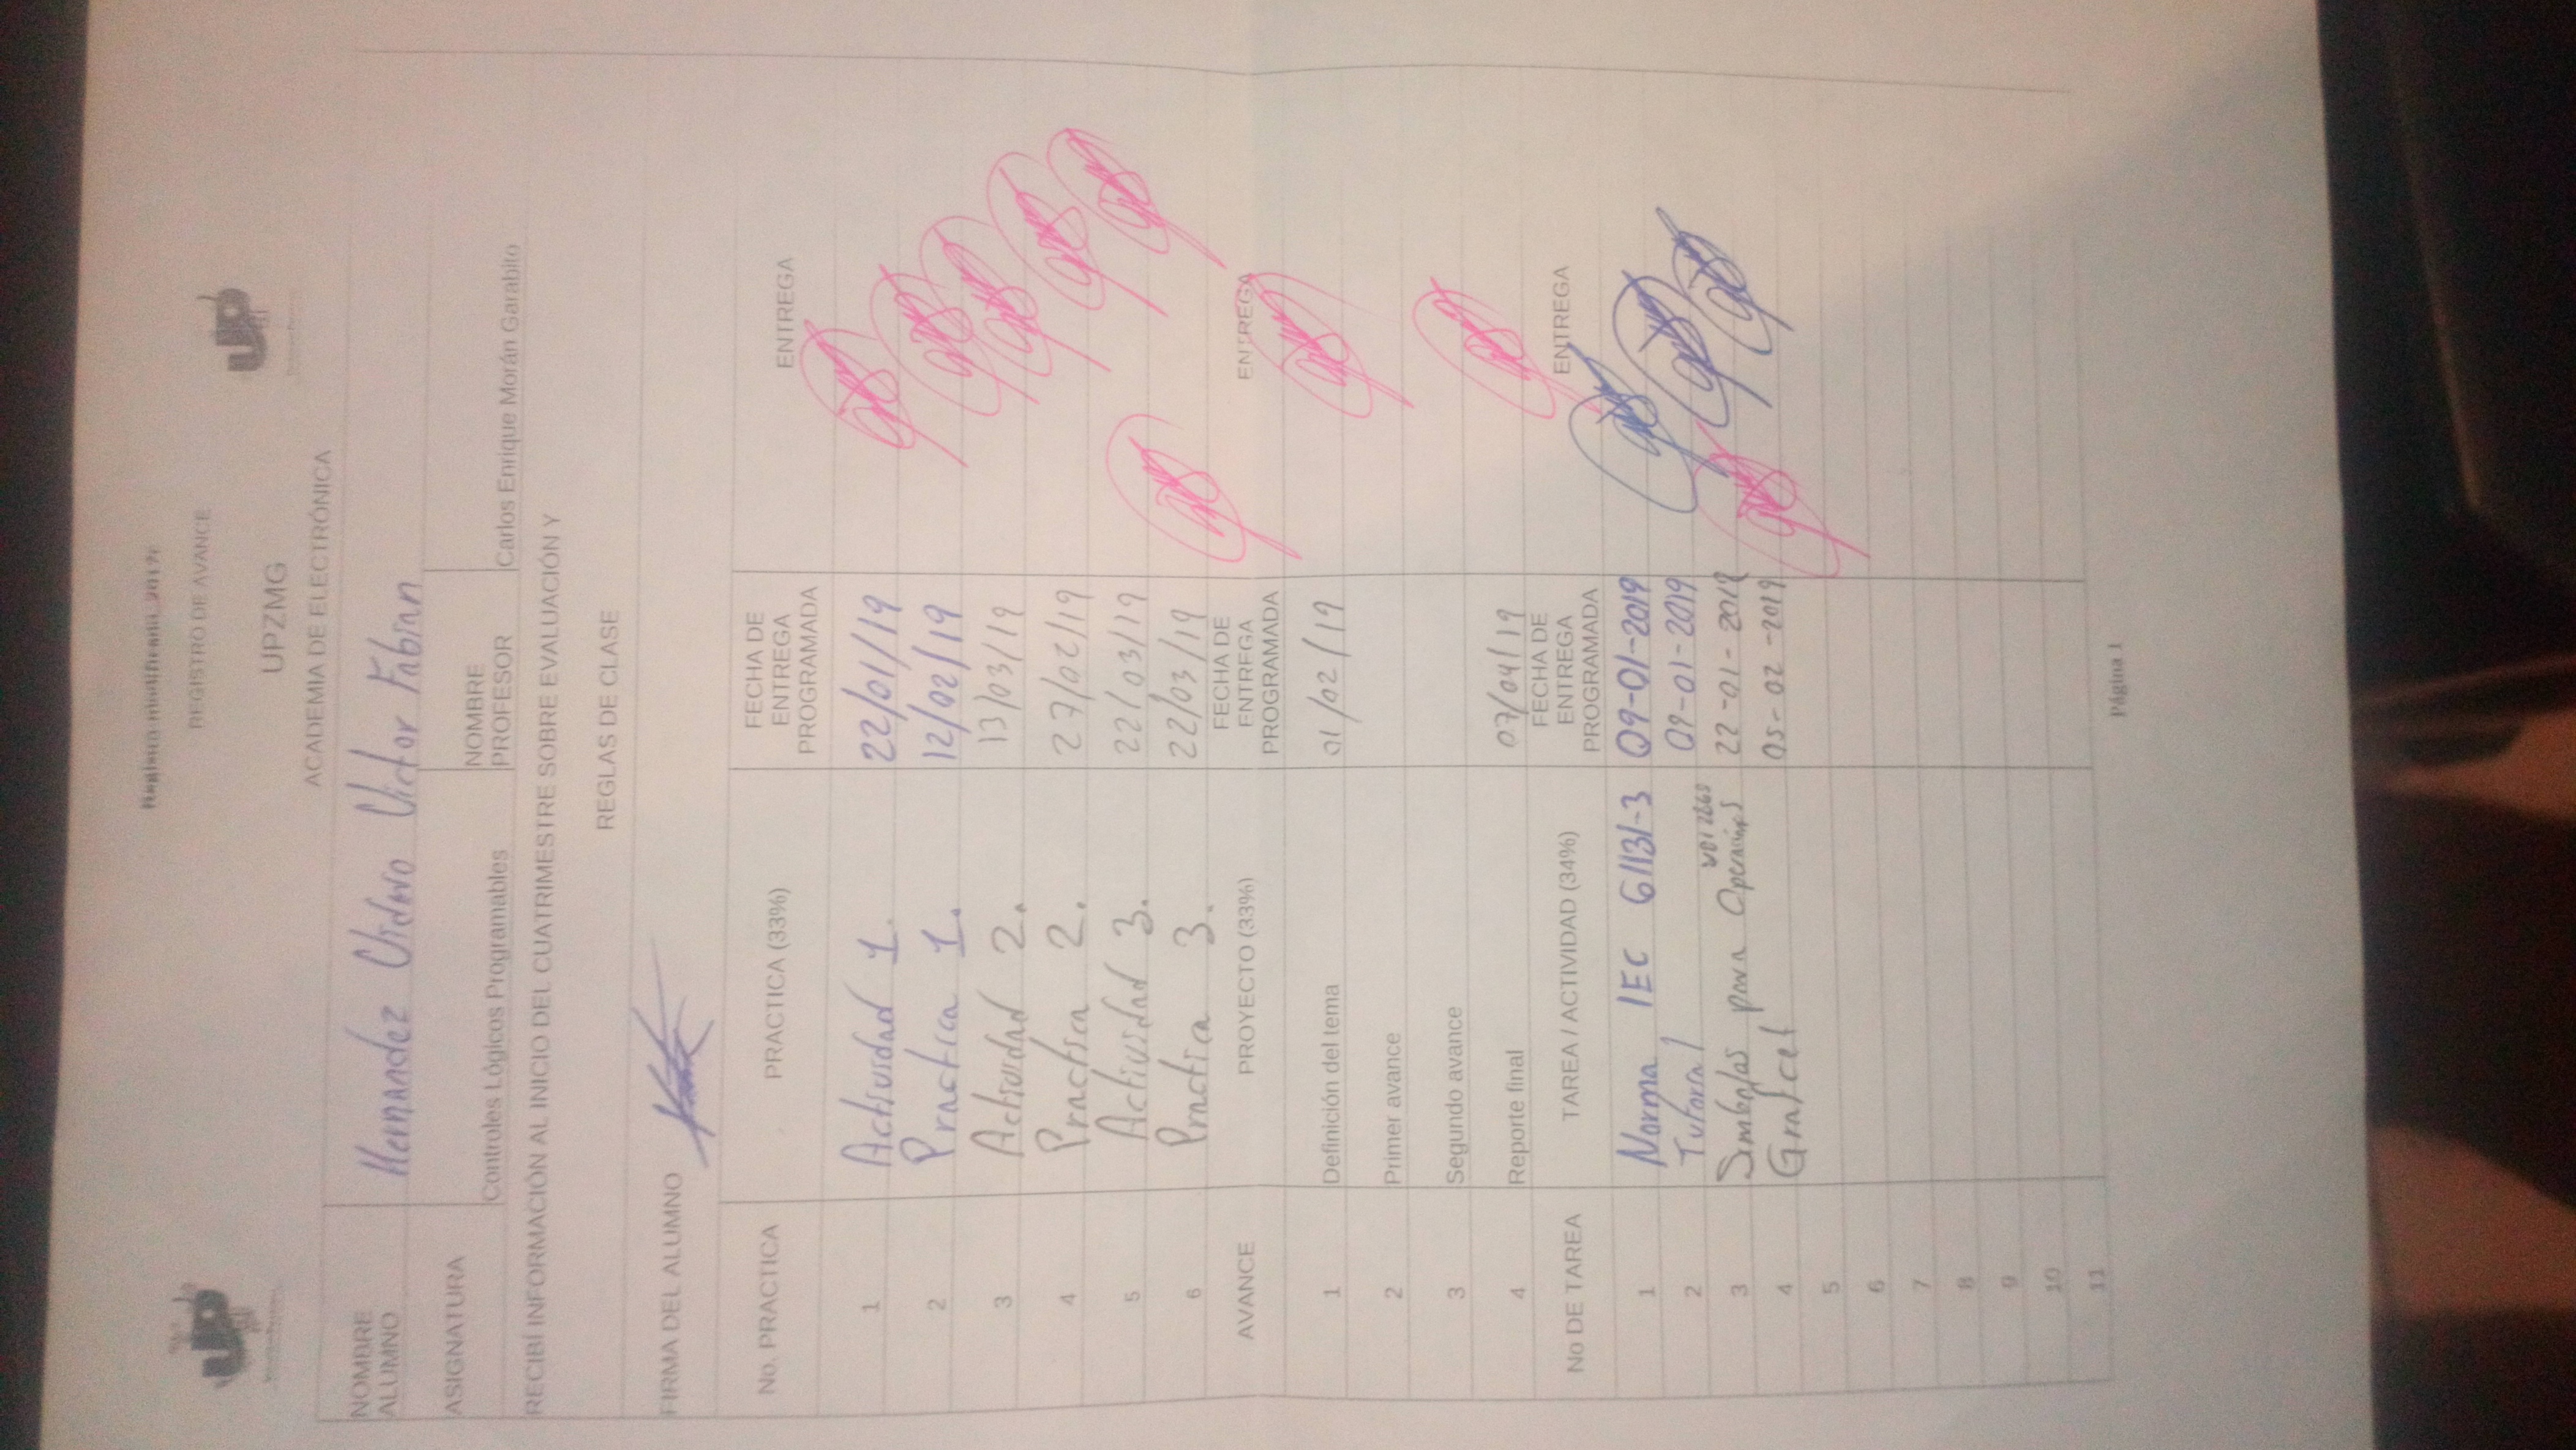 REGISTRO DE AVANCE
UP UP
UPZMG
ACADEMIA DE ELECTRÓNICA
NOMBRE ALUMNO Hernandez Victor Fabian
ASIGNATURA Controles Lógicos Programables NOMBRE PROFESOR Carlos Enrique Morán Garabito
RECIBÍ INFORMACIÓN AL INICIO DEL CUATRIMESTRE SOBRE EVALUACIÓN Y
REGLAS DE CLASE
FIRMA DEL ALUMNO
No. PRACTICA PRACTICA (33%) FECHA DE ENTREGA PROGRAMADA ENTREGA
1 Actividad 1. 22/01/19
2 Practica 1. 12/02/19
3 Actividad 2. 13/03/19
4 Practica 2. 27/02/19
5 Actividad 3. 22/03/19
6 Practica 3. 22/03/19
AVANCE PROYECTO (33%) FECHA DE ENTREGA PROGRAMADA ENTREGA
1 Definición del tema 01/02/19
2 Primer avance
3 Segundo avance
4 Reporte final 07/04/19
No DE TAREA TAREA / ACTIVIDAD (34%) FECHA DE ENTREGA PROGRAMADA ENTREGA
1 Norma IEC 61131-3 09-01-2019
2 Tutorial 09-01-2019
3 Simbolos para Operaciones 22-01-2019
4 Grafcet 05-02-2019
5
6
7
8
9
10
11
Página 1